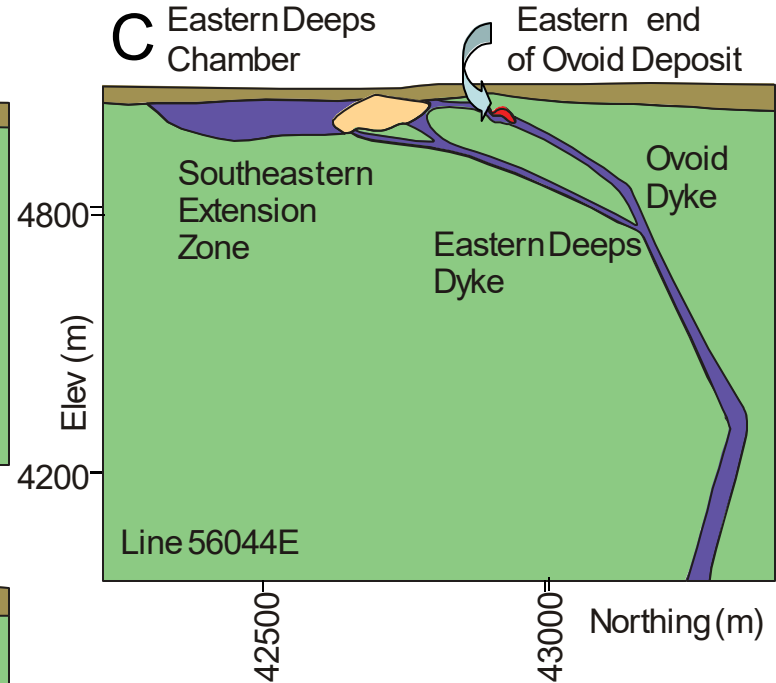 C
Eastern Deeps
Chamber
Eastern end
of Ovoid Deposit
Southeastern
Extension
Zone
Ovoid
Dyke
Eastern Deeps
Dyke
4800
Elev (m)
4200
Line 56044E
42500
43000
Northing (m)